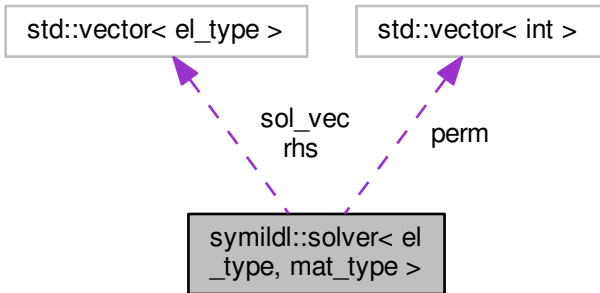 std::vector< el_type >
std::vector< int >
sol_vec
rhs
perm
symildl::solver< el
_type, mat_type >